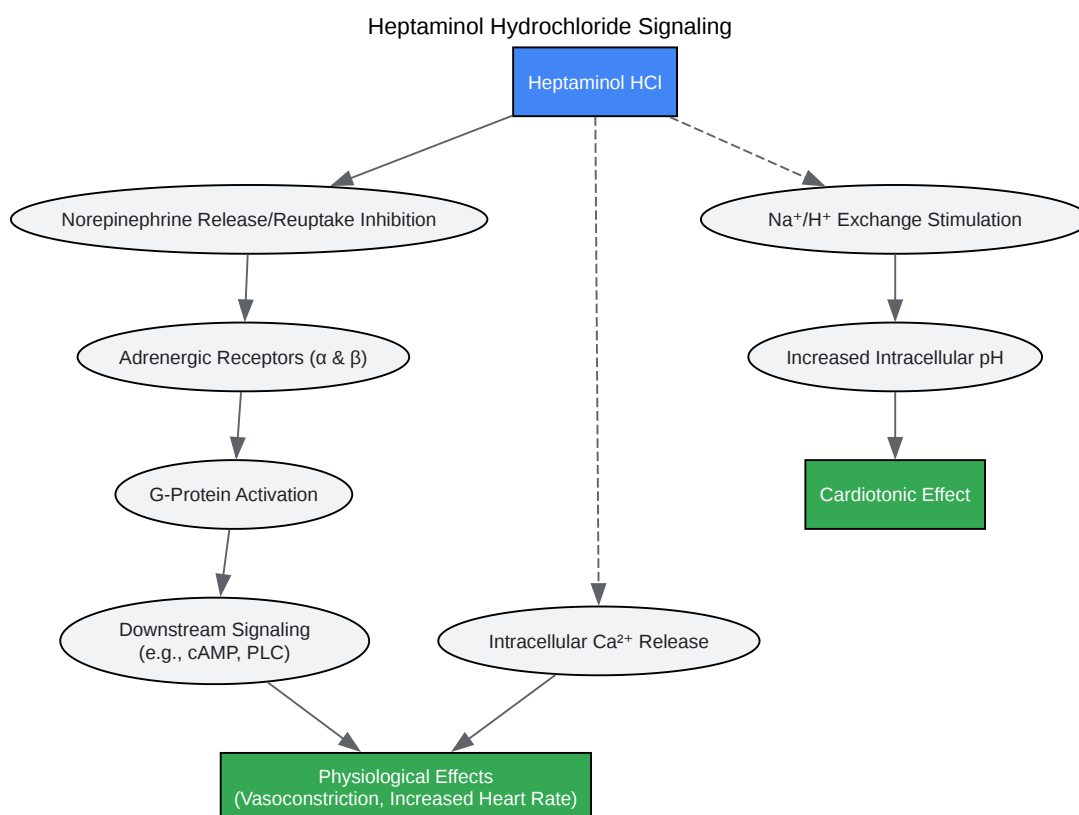 Heptaminol Hydrochloride Signaling
Heptaminol HCl
Norepinephrine Release/Reuptake Inhibition
Na⁺/H⁺ Exchange Stimulation
Adrenergic Receptors (α & β)
Increased Intracellular pH
G-Protein Activation
Cardiotonic Effect
Downstream Signaling
(e.g., cAMP, PLC)
Intracellular Ca²⁺ Release
Physiological Effects
(Vasoconstriction, Increased Heart Rate)